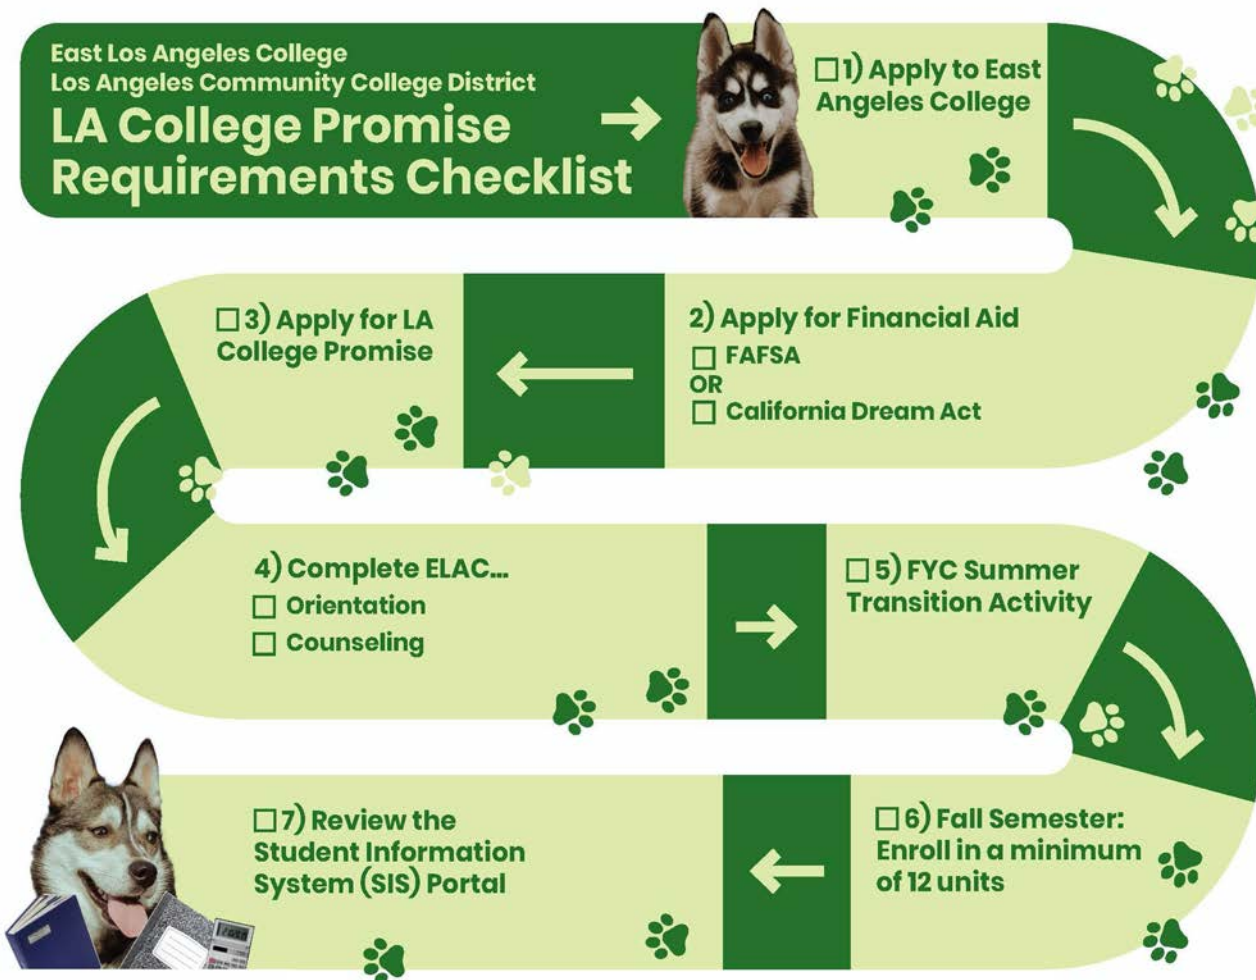 East Los Angeles College
Los Angeles Community College District
LA College Promise
Requirements Checklist
1) Apply to East
Angeles College
2) Apply for Financial Aid
FAFSA
OR
California Dream Act
3) Apply for LA
College Promise
4) Complete ELAC...
Orientation
Counseling
5) FYC Summer
Transition Activity
6) Fall Semester:
Enroll in a minimum
of 12 units
7) Review the
Student Information
System (SIS) Portal